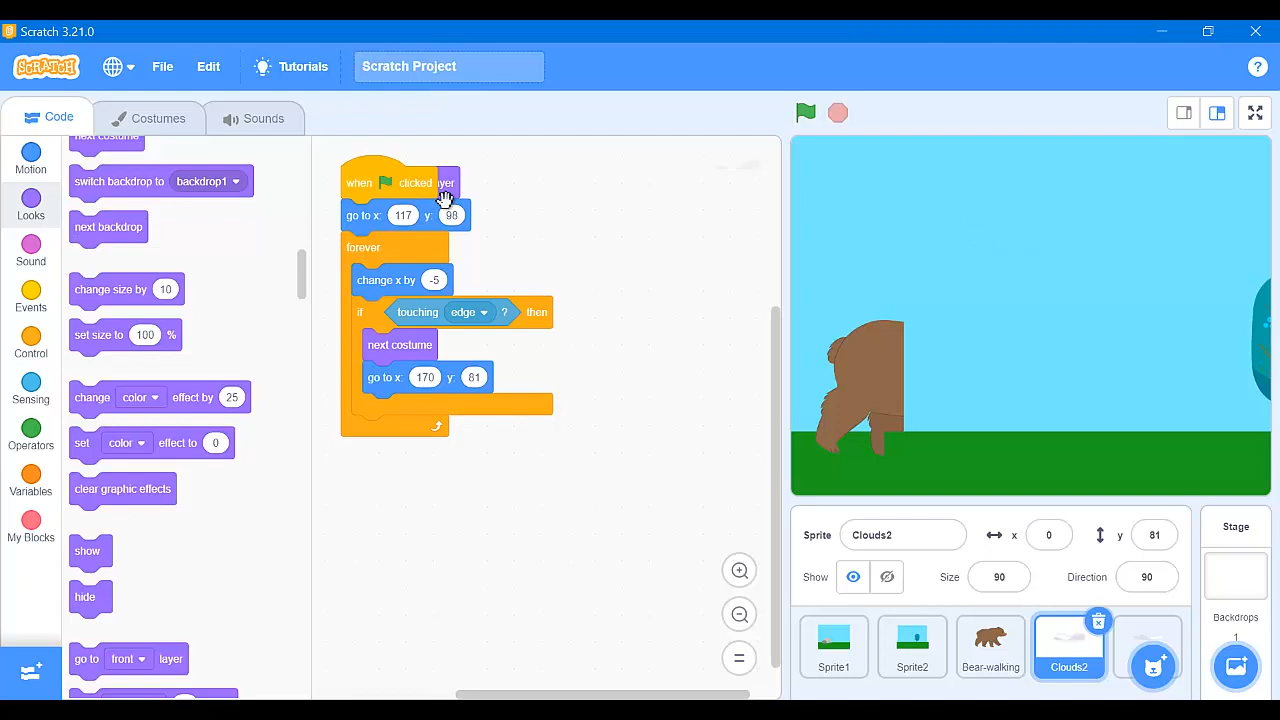 Scratch 3.21.0
SCRATCH File Edit Tutorials Scratch Project ?
Code Costumes Sounds
Motion
Looks
Sound
Events
Control
Sensing
Operators
Variables
My Blocks
next costume
switch backdrop to backdrop1
next backdrop
change size by 10
set size to 100 %
change color effect by 25
set color effect to 0
clear graphic effects
show
hide
go to front layer
when clicked yer
go to x: 117 y: 98
forever
change x by -5
if touching edge ? then
next costume
go to x: 170 y: 81
Sprite Clouds2 x 0 y 81
Show Size 90 Direction 90
Sprite1 Sprite2 Bear-walking Clouds2
Stage
Backdrops
1